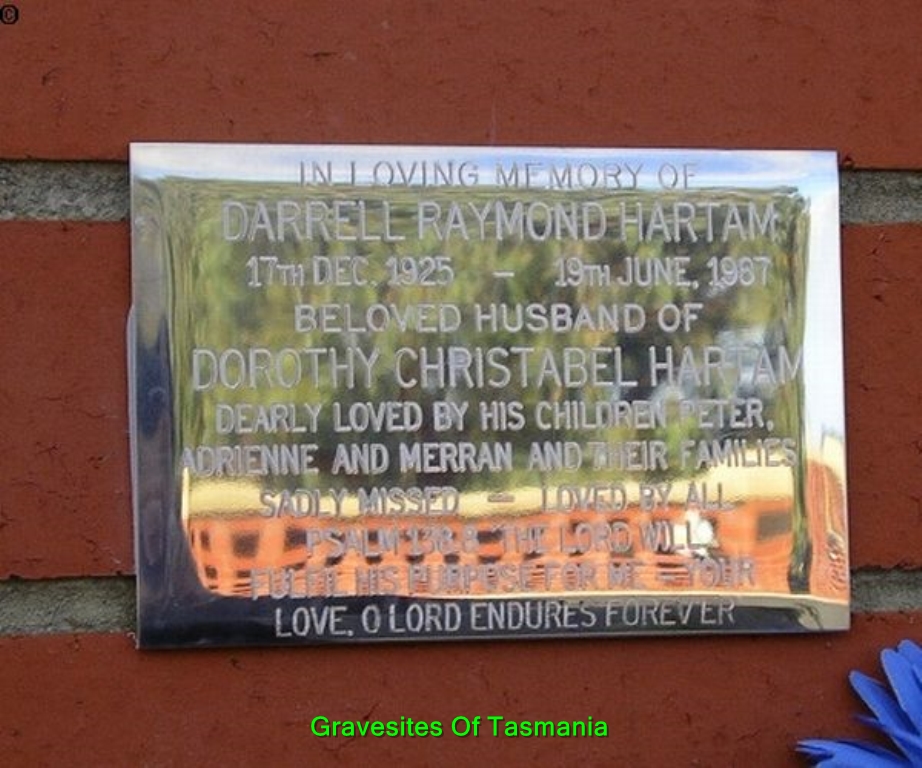 ©
IN LOVING MEMORY OF
DARRELL RAYMOND HARTAM
17TH DEC. 1925 – 19TH JUNE, 1987
BELOVED HUSBAND OF
DOROTHY CHRISTABEL HARTAM
DEARLY LOVED BY HIS CHILDREN PETER,
ADRIENNE AND MERRAN AND THEIR FAMILIES
SADLY MISSED — LOVED BY ALL
PSALM 138.8 "THE LORD WILL
FULFIL HIS PURPOSE FOR ME – YOUR
LOVE, O LORD ENDURES FOREVER"
Gravesites Of Tasmania